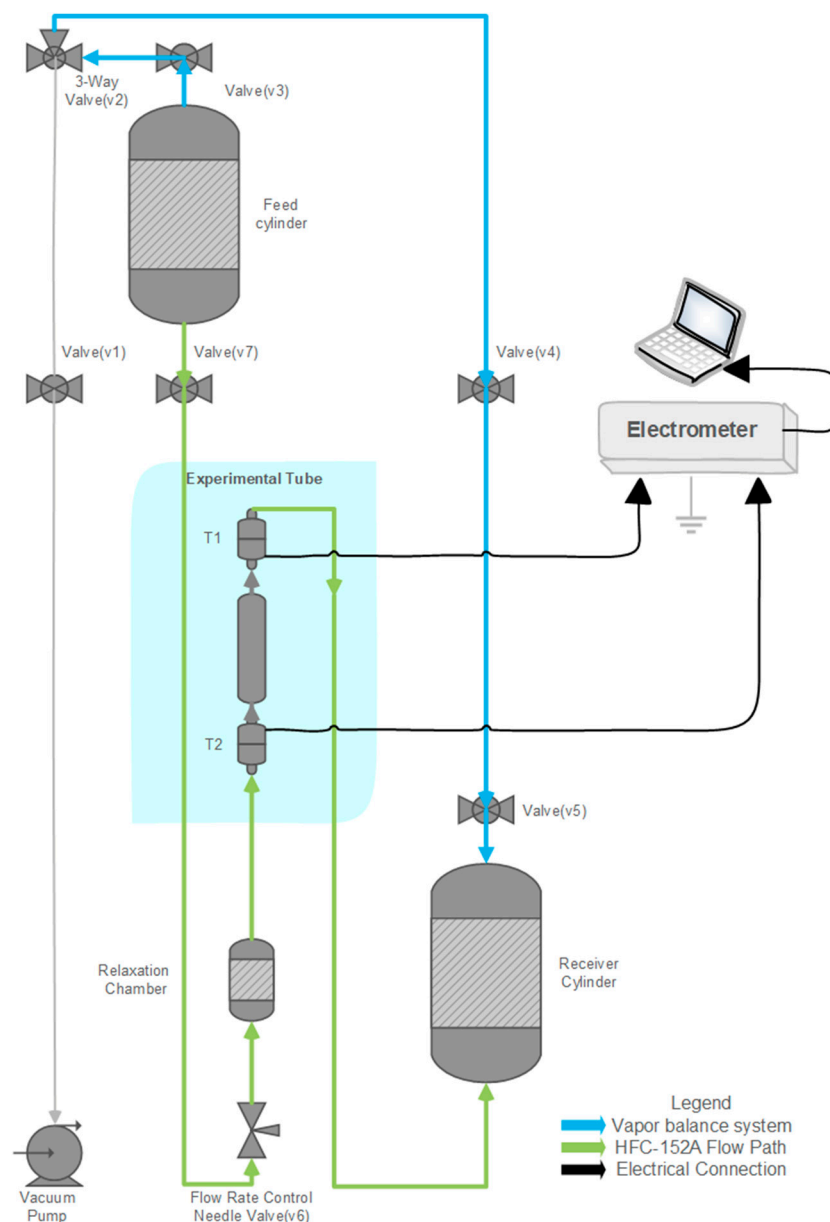 3-Way
Valve(v2)
Valve(v3)
Feed
cylinder
Valve(v1)
Valve(v7)
Valve(v4)
Electrometer
Experimental Tube
T1
T2
Valve(v5)
Relaxation
Chamber
Receiver
Cylinder
Legend
Vapor balance system
HFC-152A Flow Path
Electrical Connection
Vacuum
Pump
Flow Rate Control
Needle Valve(v6)